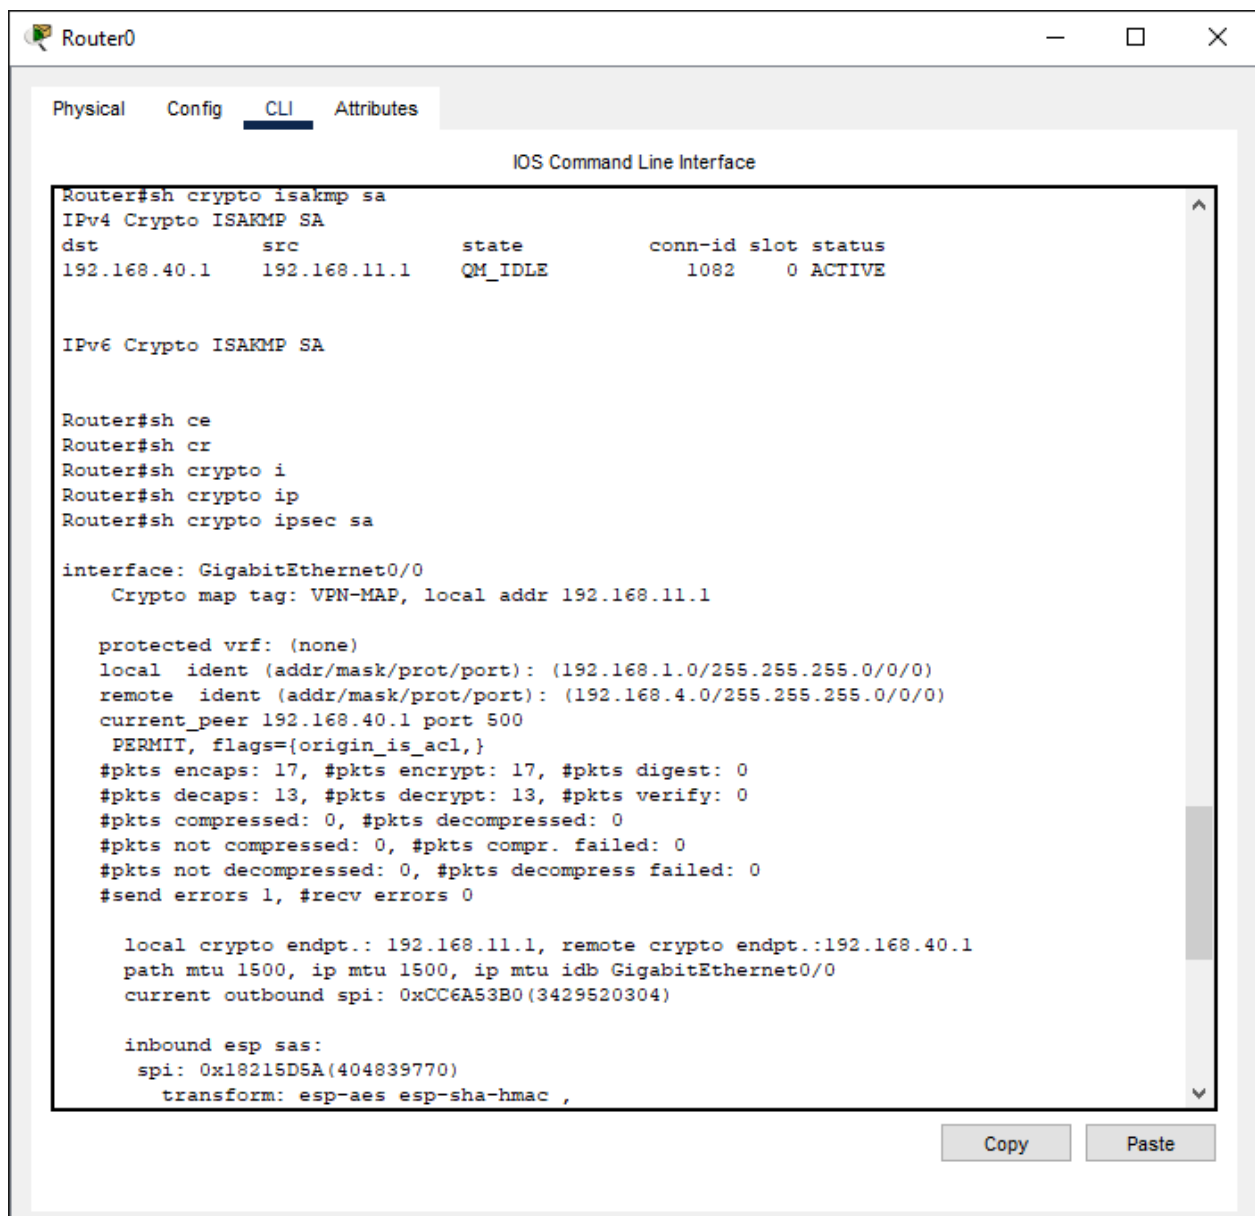 Router0
Physical Config CLI Attributes
IOS Command Line Interface
Router#sh crypto isakmp sa
IPv4 Crypto ISAKMP SA
dst src state conn-id slot status
192.168.40.1 192.168.11.1 QM_IDLE 1082 0 ACTIVE
IPv6 Crypto ISAKMP SA
Router#sh ce
Router#sh cr
Router#sh crypto i
Router#sh crypto ip
Router#sh crypto ipsec sa
interface: GigabitEthernet0/0
Crypto map tag: VPN-MAP, local addr 192.168.11.1
protected vrf: (none)
local ident (addr/mask/prot/port): (192.168.1.0/255.255.255.0/0/0)
remote ident (addr/mask/prot/port): (192.168.4.0/255.255.255.0/0/0)
current_peer 192.168.40.1 port 500
PERMIT, flags={origin_is_acl,}
#pkts encaps: 17, #pkts encrypt: 17, #pkts digest: 0
#pkts decaps: 13, #pkts decrypt: 13, #pkts verify: 0
#pkts compressed: 0, #pkts decompressed: 0
#pkts not compressed: 0, #pkts compr. failed: 0
#pkts not decompressed: 0, #pkts decompress failed: 0
#send errors 1, #recv errors 0
local crypto endpt.: 192.168.11.1, remote crypto endpt.:192.168.40.1
path mtu 1500, ip mtu 1500, ip mtu idb GigabitEthernet0/0
current outbound spi: 0xCC6A53B0(3429520304)
inbound esp sas:
spi: 0x18215D5A(404839770)
transform: esp-aes esp-sha-hmac ,
Copy Paste